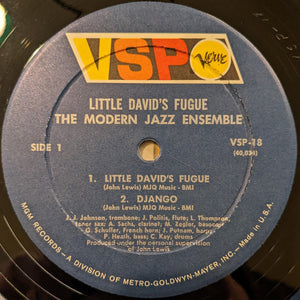 VSP
Verve
LITTLE DAVID'S FUGUE
THE MODERN JAZZ ENSEMBLE
SIDE 1
VSP-18
(40,034)
1. LITTLE DAVID'S FUGUE
(John Lewis) MJQ Music - BMI
2. DJANGO
(John Lewis) MJQ Music - BMI
J. J. Johnson, trombone; J. Politis, Flute; L. Thompson,
tenor sax; A. Sachs, clarinet; M. Zegler, bassoon;
G. Schuller, French horn; J. Putnam, harp;
P. Heath, bass; C. Kay, drums
Produced under the personal supervision
of John Lewis
MGM RECORDS - A DIVISION OF METRO-GOLDWYN-MAYER, INC. - Made in U.S.A.